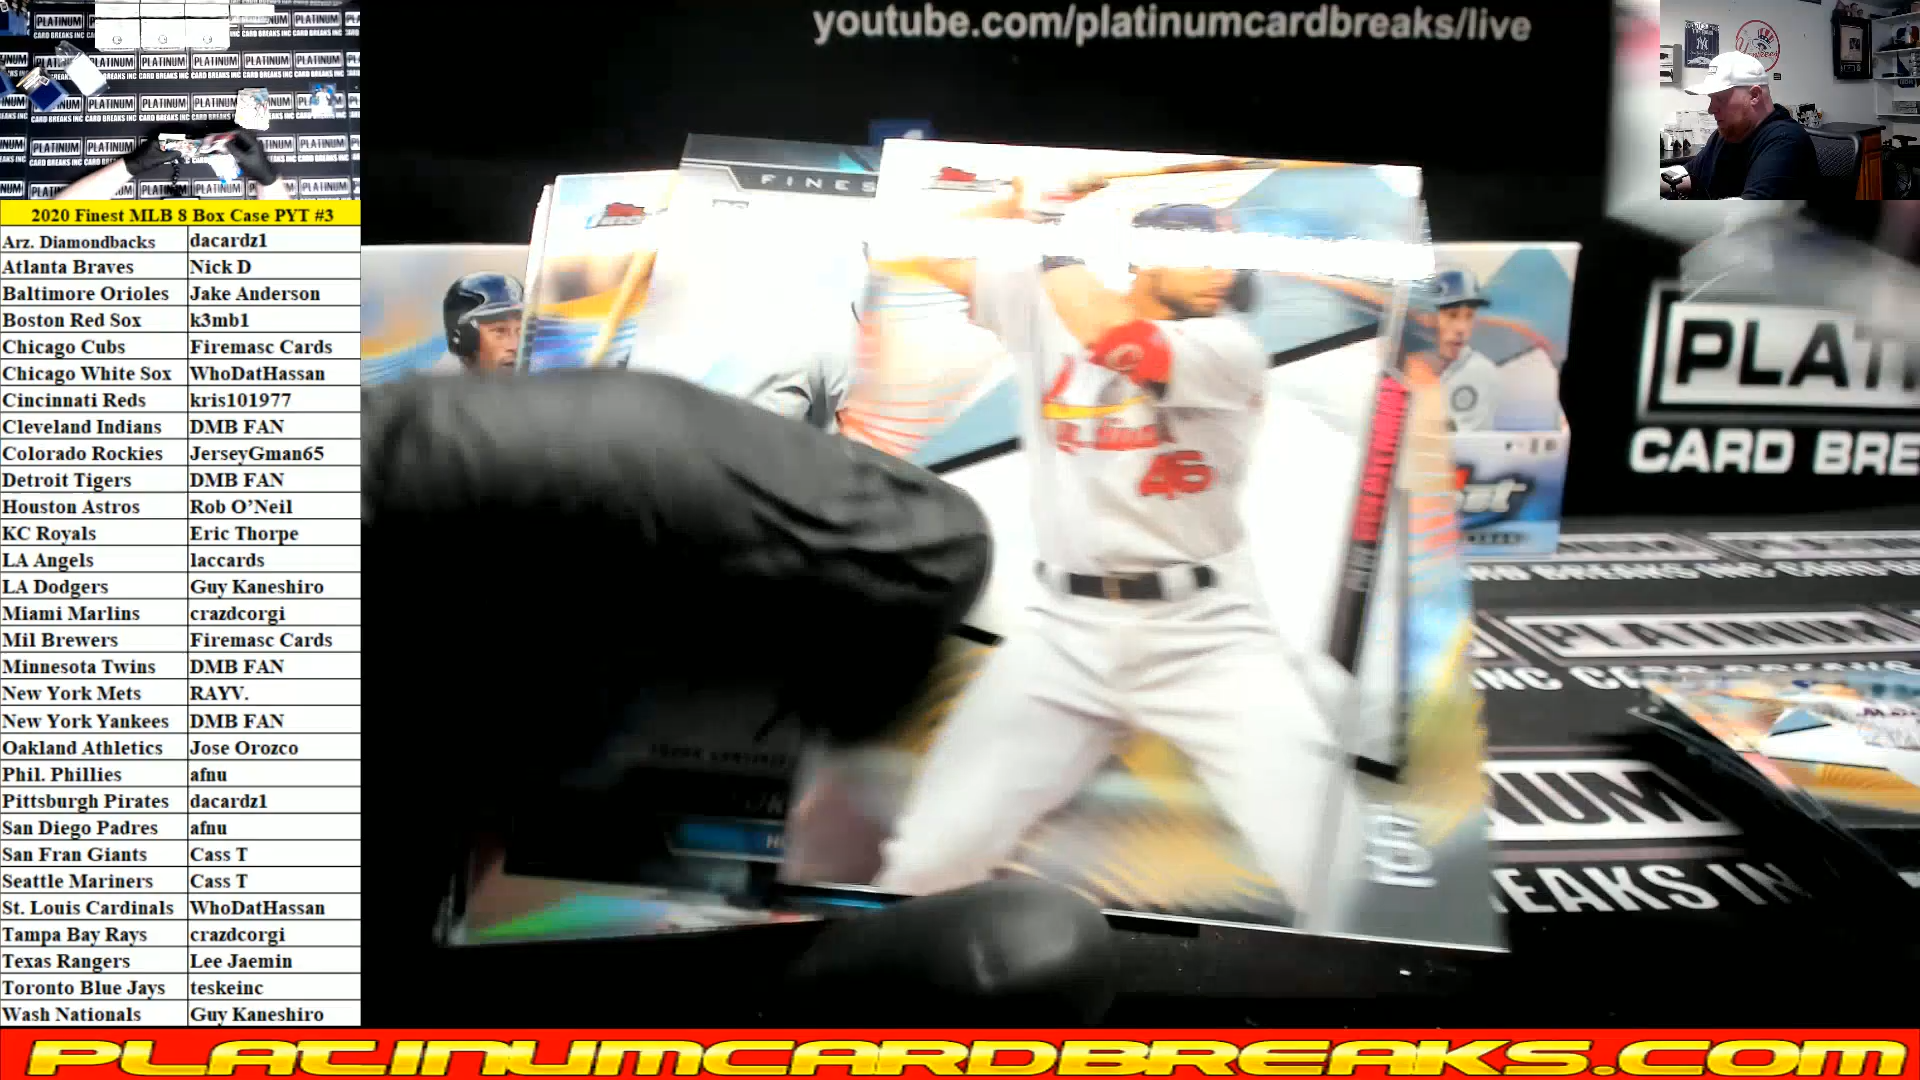 youtube.com/platinumcardbreaks/live
2020 Finest MLB 8 Box Case PYT #3
Arz. Diamondbacks dacardz1
Atlanta Braves Nick D
Baltimore Orioles Jake Anderson
Boston Red Sox k3mb1
Chicago Cubs Firemasc Cards
Chicago White Sox WhoDatHassan
Cincinnati Reds kris101977
Cleveland Indians DMB FAN
Colorado Rockies JerseyGman65
Detroit Tigers DMB FAN
Houston Astros Rob O’Neil
KC Royals Eric Thorpe
LA Angels laccards
LA Dodgers Guy Kaneshiro
Miami Marlins crazdcorgi
Mil Brewers Firemasc Cards
Minnesota Twins DMB FAN
New York Mets RAYV.
New York Yankees DMB FAN
Oakland Athletics Jose Orozco
Phil. Phillies afnu
Pittsburgh Pirates dacardz1
San Diego Padres afnu
San Fran Giants Cass T
Seattle Mariners Cass T
St. Louis Cardinals WhoDatHassan
Tampa Bay Rays crazdcorgi
Texas Rangers Lee Jaemin
Toronto Blue Jays teskeinc
Wash Nationals Guy Kaneshiro
FINES
46
PLAT
CARD BRE
PLATINUM
NUM
EAKS IN
PLATINUMCARDBREAKS.COM